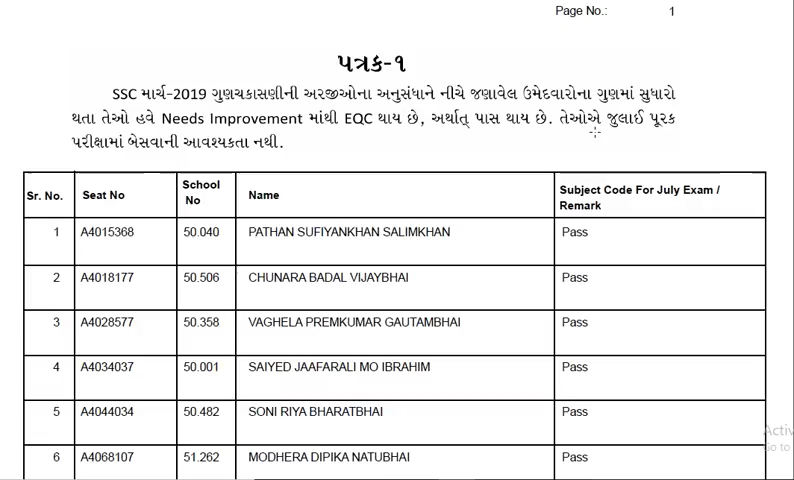 Page No.: 1
પત્રક-૧
SSC માર્ચ-2019 ગુણચકાસણીની અરજીઓના અનુસંધાને નીચે જણાવેલ ઉમેદવારોના ગુણમાં સુધારો
થતા તેઓ હવે Needs Improvement માંથી EQC થાય છે, અર્થાત્ પાસ થાય છે. તેઓએ જુલાઈ પૂરક
પરીક્ષામાં બેસવાની આવશ્યકતા નથી.
Sr. No. Seat No School No Name Subject Code For July Exam / Remark
1 A4015368 50.040 PATHAN SUFIYANKHAN SALIMKHAN Pass
2 A4018177 50.506 CHUNARA BADAL VIJAYBHAI Pass
3 A4028577 50.358 VAGHELA PREMKUMAR GAUTAMBHAI Pass
4 A4034037 50.001 SAIYED JAAFARALI MO IBRAHIM Pass
5 A4044034 50.482 SONI RIYA BHARATBHAI Pass
6 A4068107 51.262 MODHERA DIPIKA NATUBHAI Pass